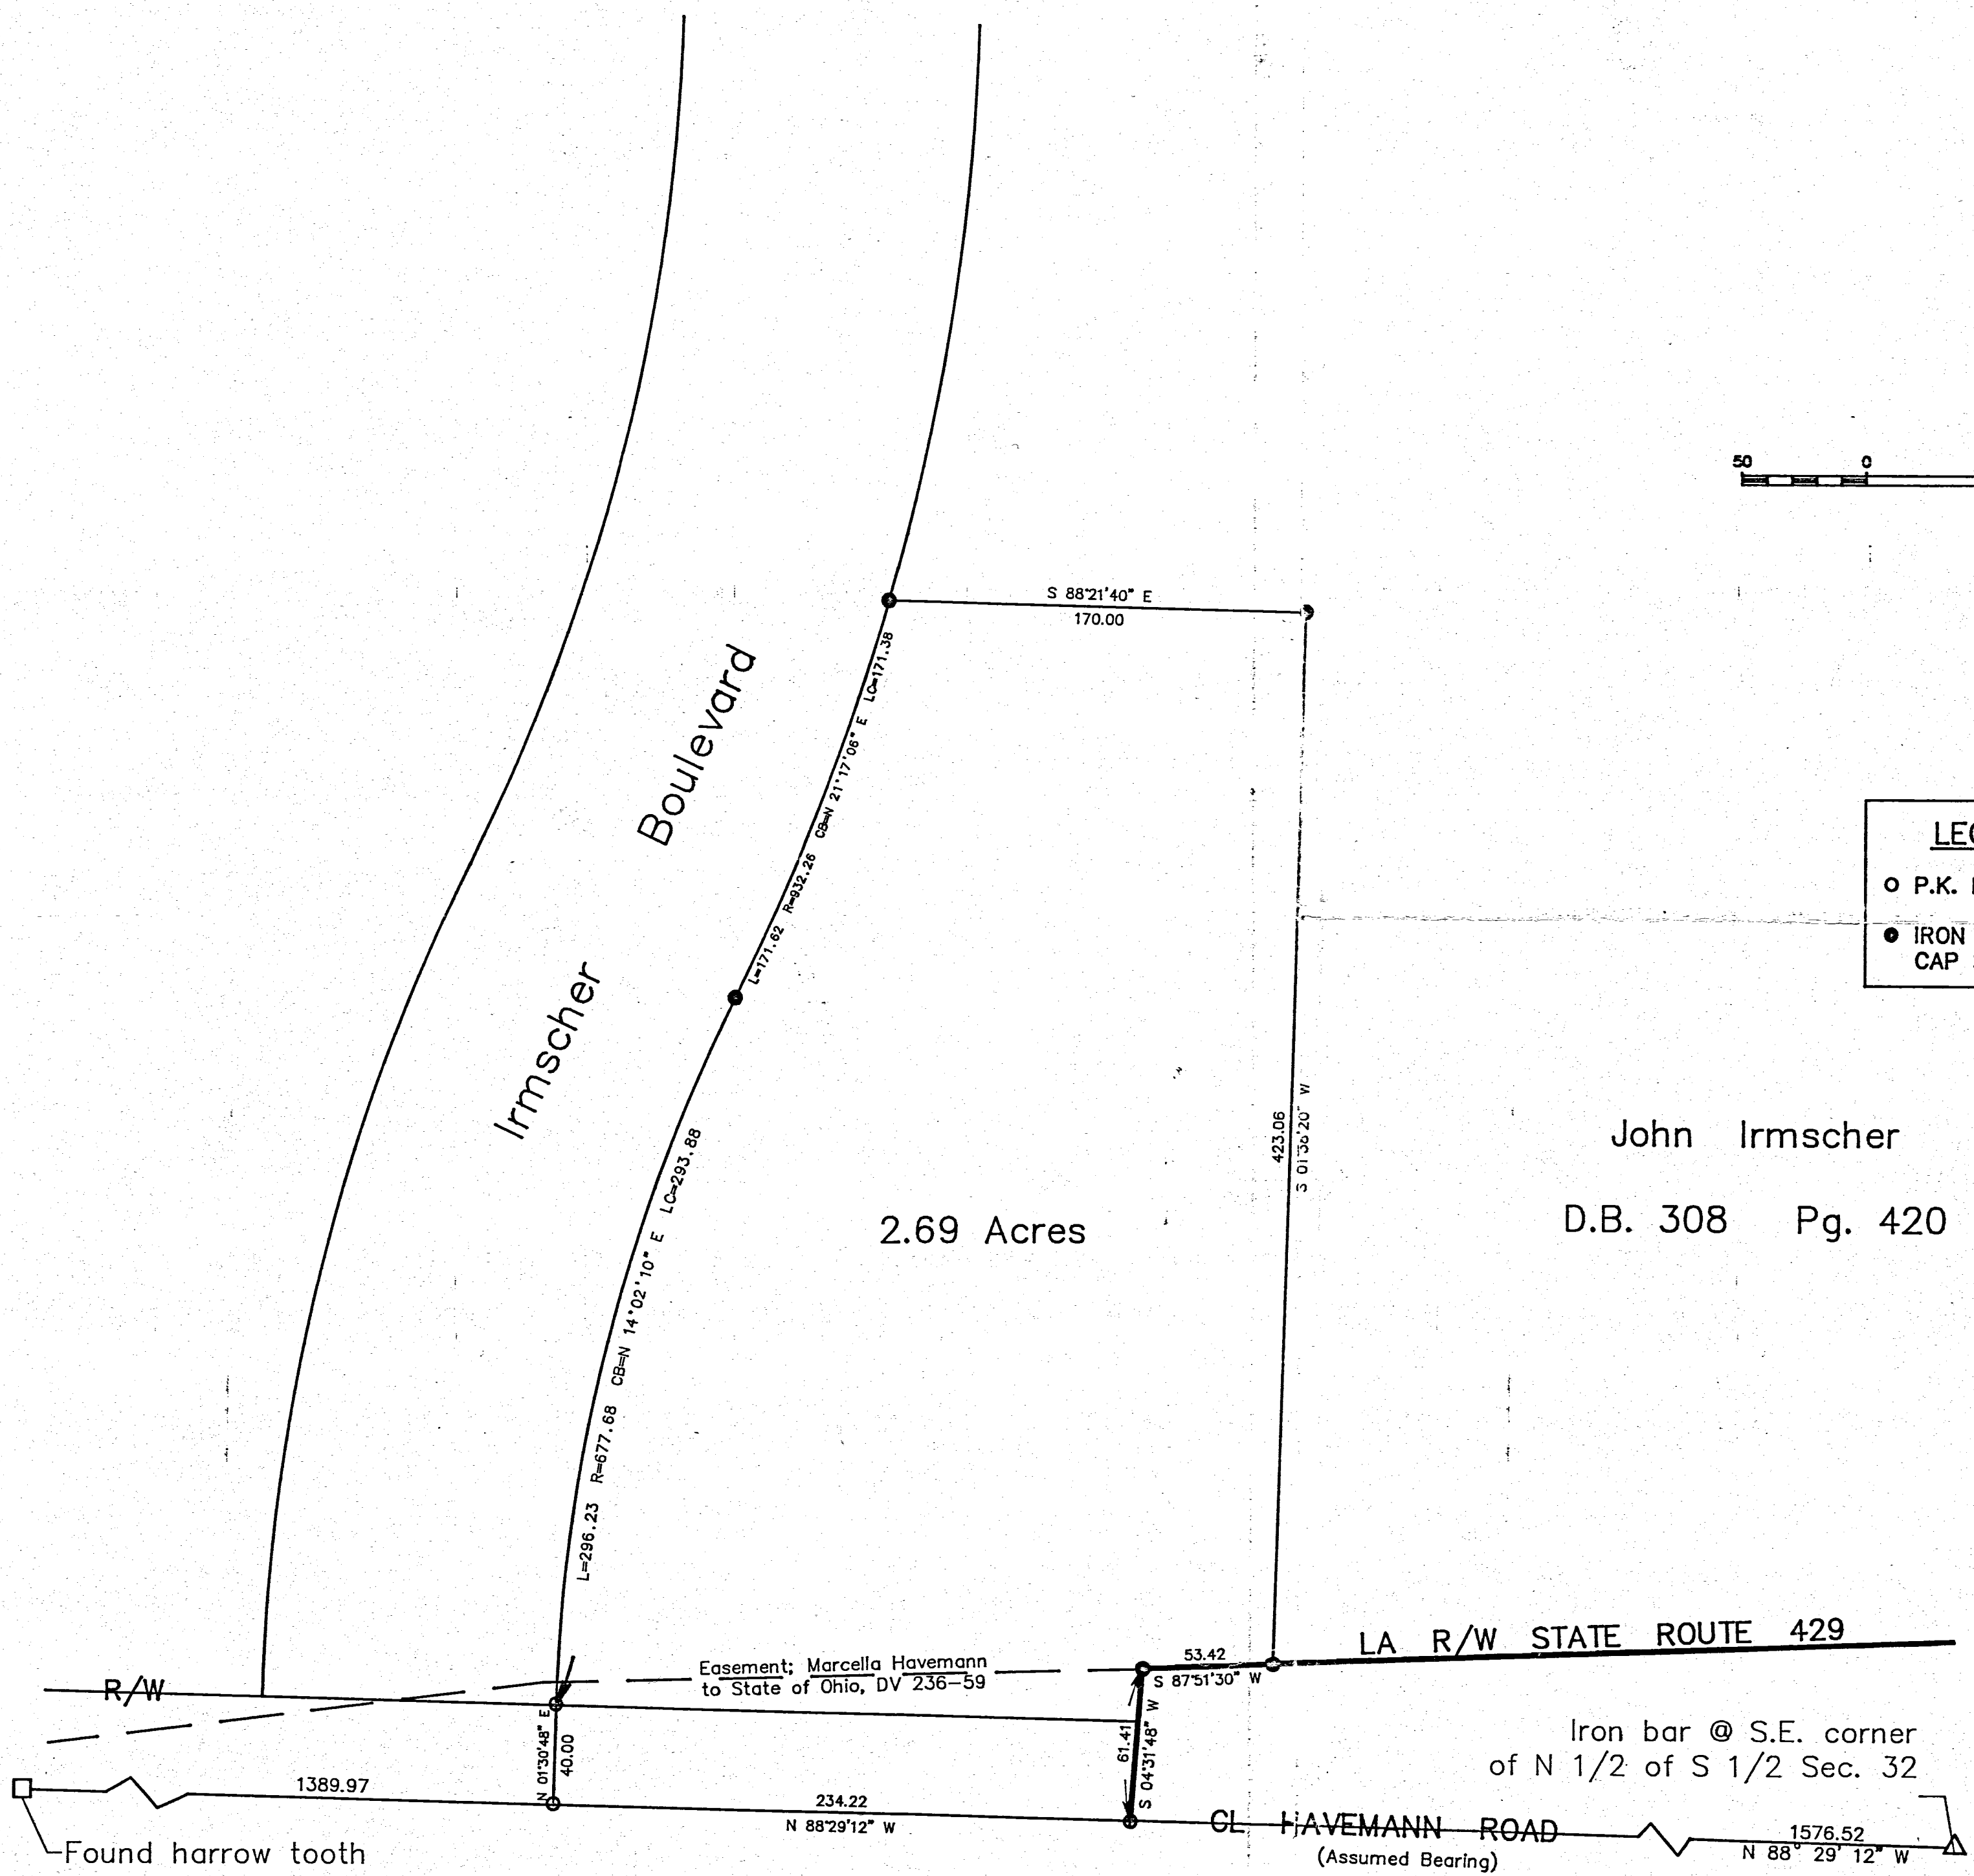 50 0
S 88°21'40" E
170.00
Boulevard
Irmscher
L=171.62 R=932.26 CB=N 21°17'06" E LC=171.38
L=296.23 R=677.68 CB=N 14°02'10" E LC=293.88
423.06
2.69 Acres
P.K.
IRON
CAP
John Irmscher
D.B. 308 Pg. 420
LA R/W STATE ROUTE 429
53.42
S 87°51'30" W
Easement; Marcella Havemann
to State of Ohio, DV 236-59
R/W
N 01°30'48" E
40.00
61.41
S 04°31'48" W
Iron bar @ S.E. corner
of N 1/2 of S 1/2 Sec. 32
1389.97
234.22
N 88°29'12" W
CL HAVEMANN ROAD
(Assumed Bearing)
1576.52
N 88° 29' 12" W
Found harrow tooth